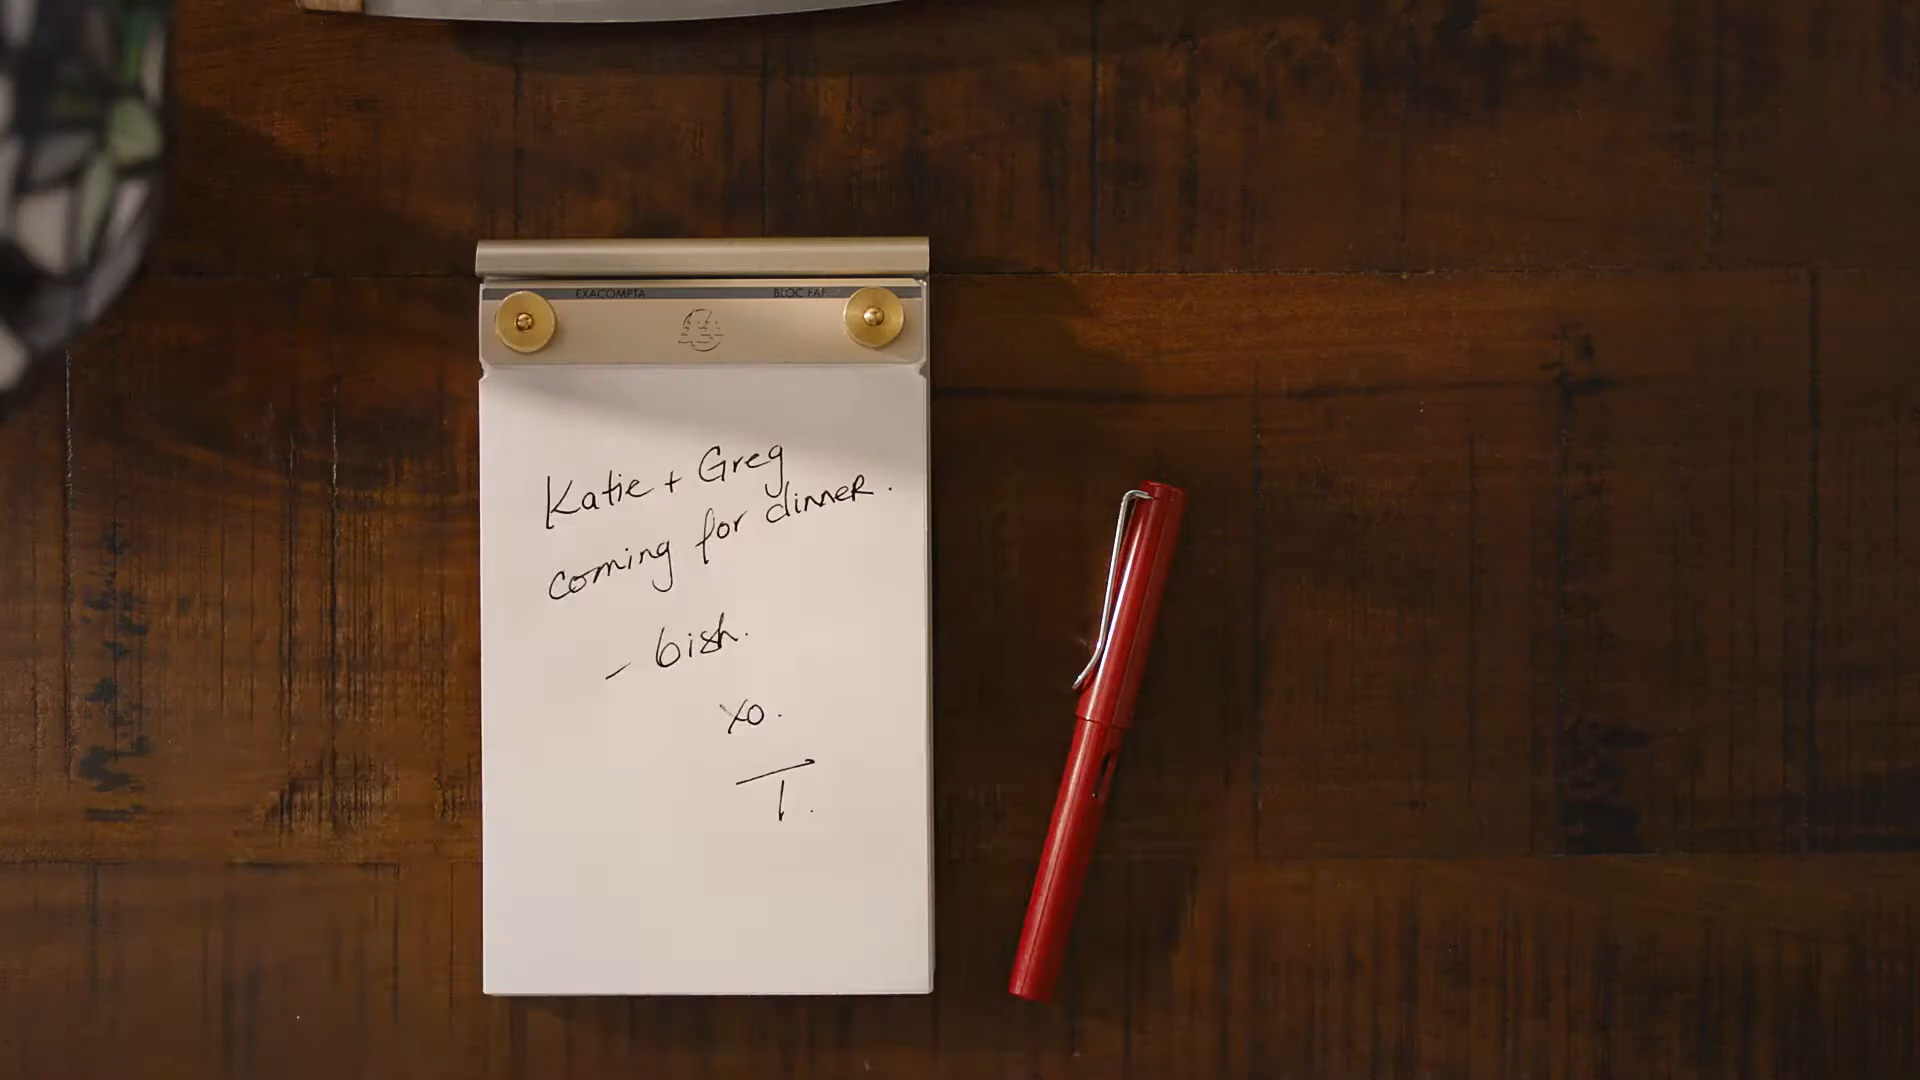 EXACOMPTA BLOC FAF
Katie + Greg
coming for dinner.
- 6ish.
xo.
T.